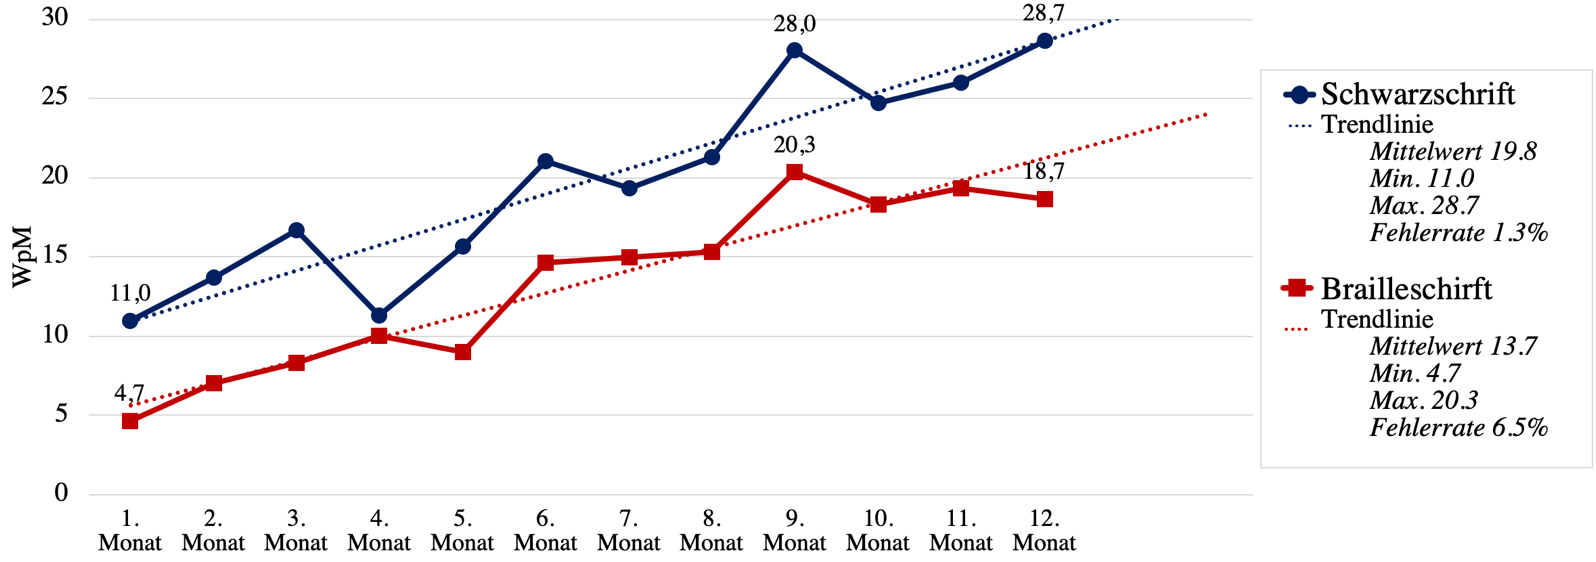 30
25
20
15
10
5
0
WpM
11,0
28,0
28,7
4,7
20,3
18,7
1. Monat
2. Monat
3. Monat
4. Monat
5. Monat
6. Monat
7. Monat
8. Monat
9. Monat
10. Monat
11. Monat
12. Monat
Schwarzschrift
Trendlinie
Mittelwert 19.8
Min. 11.0
Max. 28.7
Fehlerrate 1.3%
Brailleschirft
Trendlinie
Mittelwert 13.7
Min. 4.7
Max. 20.3
Fehlerrate 6.5%